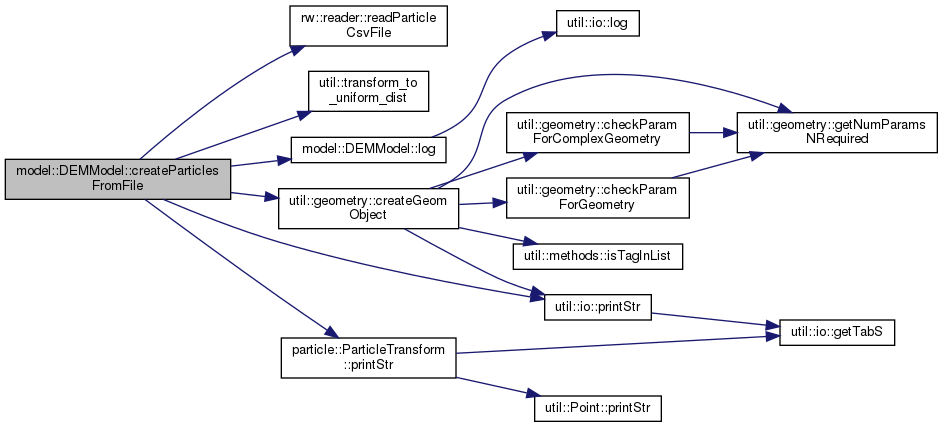 rw::reader::readParticle
CsvFile
util::io::log
util::transform_to
_uniform_dist
util::geometry::checkParam
ForComplexGeometry
util::geometry::getNumParams
NRequired
model::DEMModel::log
model::DEMModel::createParticles
FromFile
util::geometry::createGeom
Object
util::geometry::checkParam
ForGeometry
util::methods::isTagInList
util::io::printStr
util::io::getTabS
particle::ParticleTransform
::printStr
util::Point::printStr